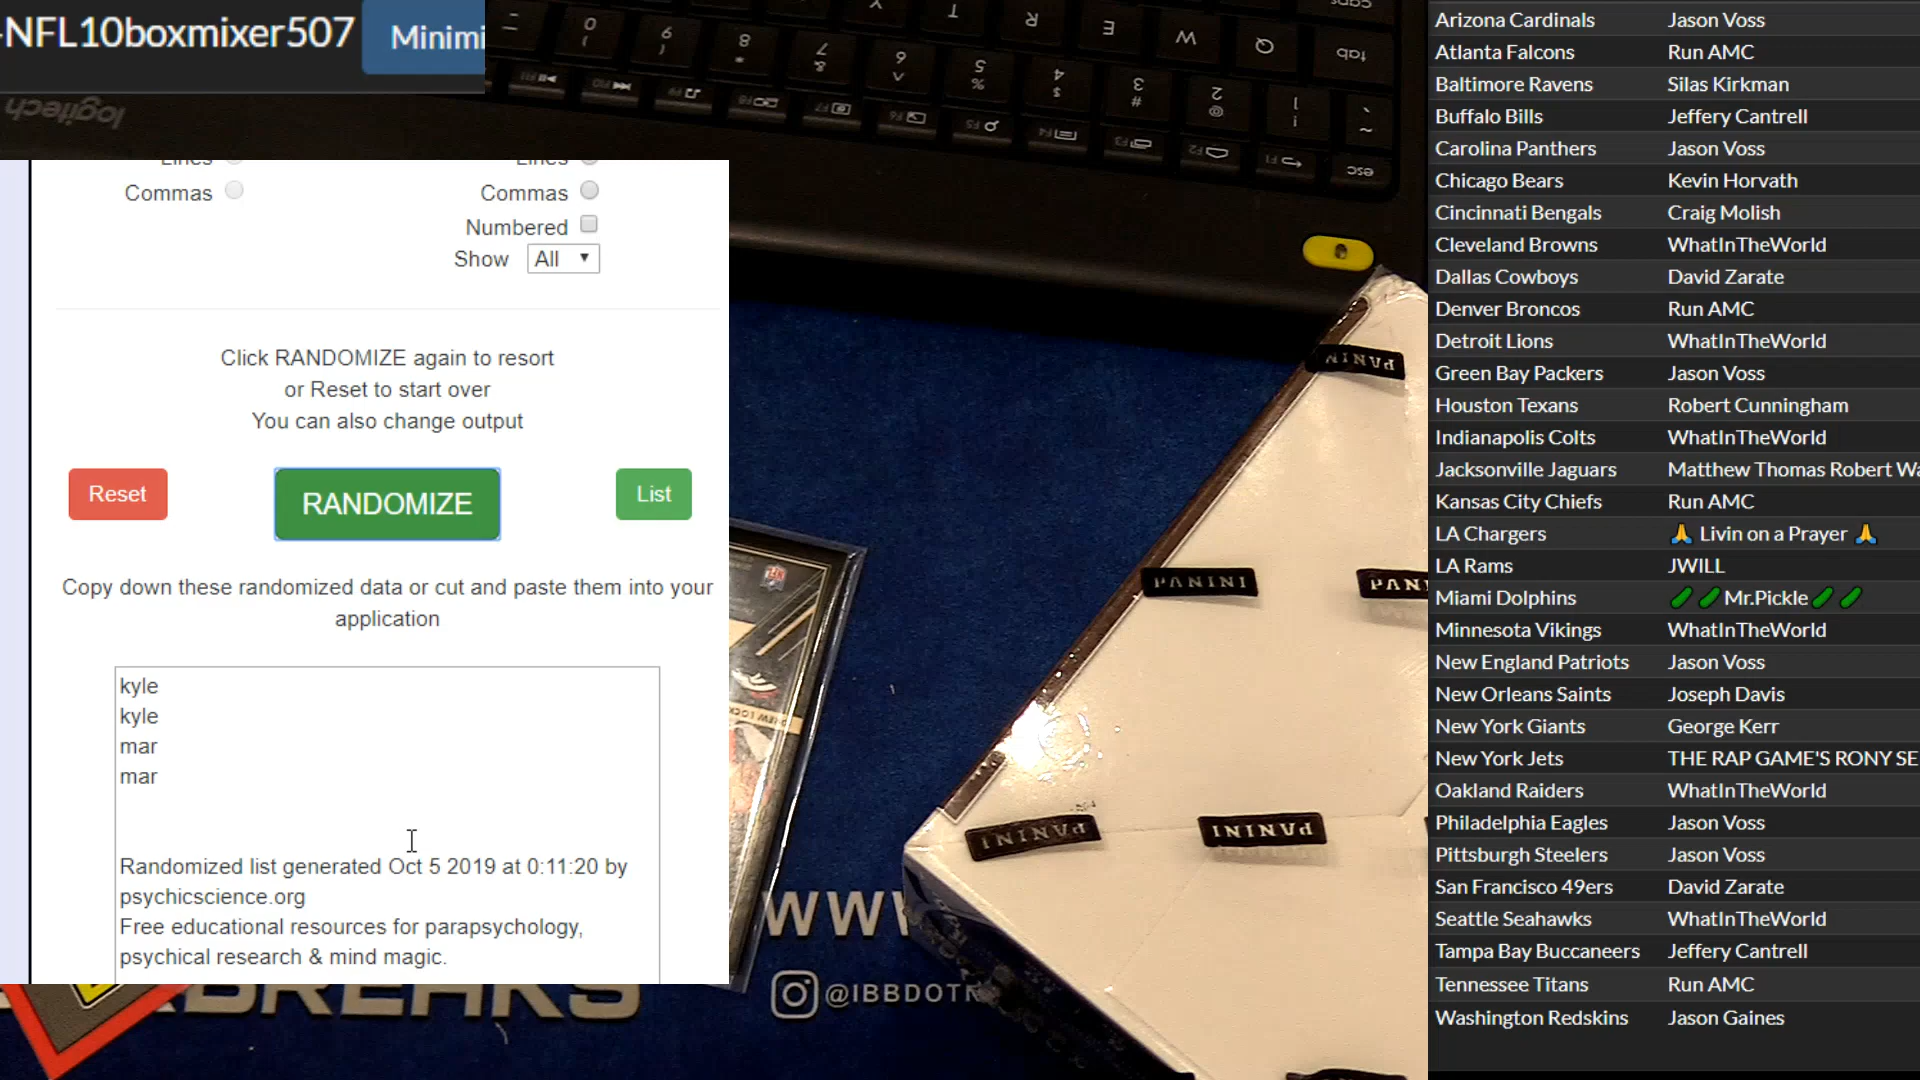 -NFL10boxmixer507
Minimi
logitech
Lines
Lines
Commas
Commas
Numbered
Show All
Click RANDOMIZE again to resort
or Reset to start over
You can also change output
Reset
RANDOMIZE
List
Copy down these randomized data or cut and paste them into your
application
kyle
kyle
mar
mar
Randomized list generated Oct 5 2019 at 0:11:20 by
psychicscience.org
Free educational resources for parapsychology,
psychical research & mind magic.
PANINI
PANINI
PANI
PANINI
PANINI
WWW
@IBBDOT
BREAKS
tab
Q
W
E
R
T
Y
esc
Arizona Cardinals Jason Voss
Atlanta Falcons Run AMC
Baltimore Ravens Silas Kirkman
Buffalo Bills Jeffery Cantrell
Carolina Panthers Jason Voss
Chicago Bears Kevin Horvath
Cincinnati Bengals Craig Molish
Cleveland Browns WhatInTheWorld
Dallas Cowboys David Zarate
Denver Broncos Run AMC
Detroit Lions WhatInTheWorld
Green Bay Packers Jason Voss
Houston Texans Robert Cunningham
Indianapolis Colts WhatInTheWorld
Jacksonville Jaguars Matthew Thomas Robert Wa
Kansas City Chiefs Run AMC
LA Chargers 🙏 Livin on a Prayer 🙏
LA Rams JWILL
Miami Dolphins 🥒🥒Mr.Pickle🥒🥒
Minnesota Vikings WhatInTheWorld
New England Patriots Jason Voss
New Orleans Saints Joseph Davis
New York Giants George Kerr
New York Jets THE RAP GAME'S RONY SE
Oakland Raiders WhatInTheWorld
Philadelphia Eagles Jason Voss
Pittsburgh Steelers Jason Voss
San Francisco 49ers David Zarate
Seattle Seahawks WhatInTheWorld
Tampa Bay Buccaneers Jeffery Cantrell
Tennessee Titans Run AMC
Washington Redskins Jason Gaines